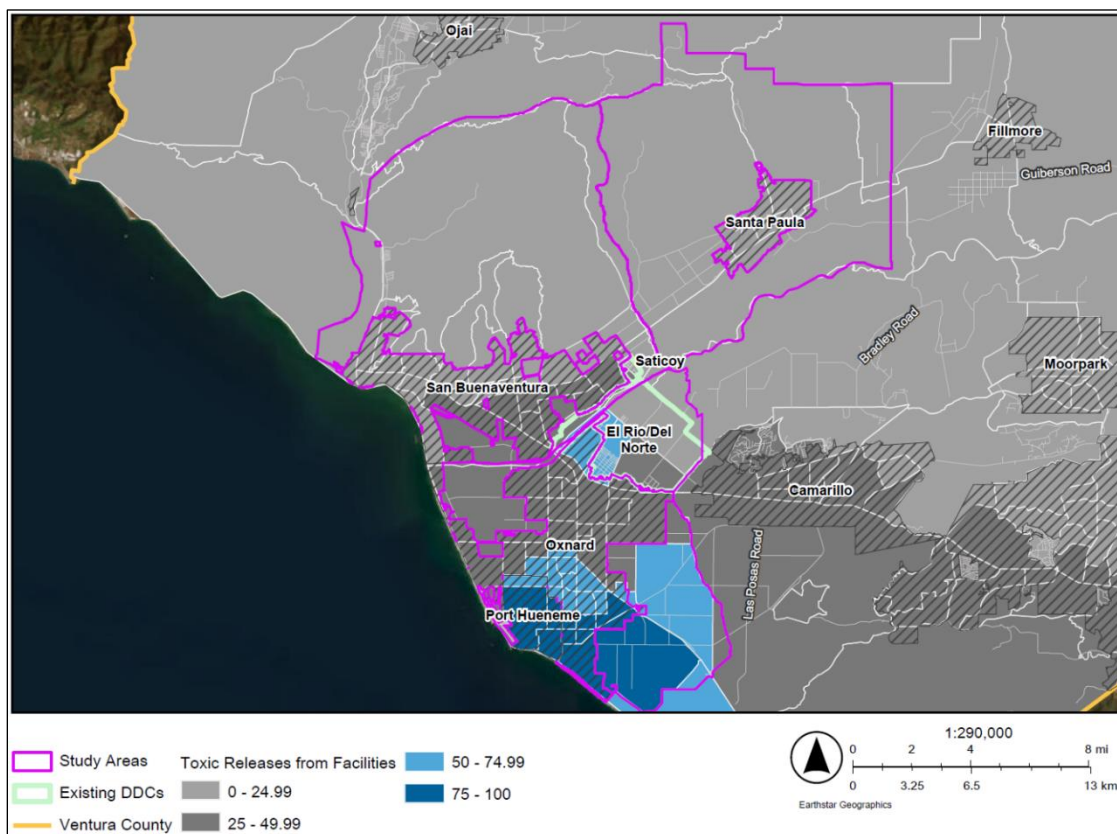 Ojai
Fillmore
Guiberson Road
Santa Paula
Bradley Road
Saticoy
Moorpark
San Buenaventura
El Rio/Del
Norte
Camarillo
Oxnard
Las Posas Road
Port Hueneme
Study Areas
Existing DDCs
Ventura County
Toxic Releases from Facilities
0 - 24.99
25 - 49.99
50 - 74.99
75 - 100
1:290,000
0 2 4 8 mi
0 3.25 6.5 13 km
Earthstar Geographics